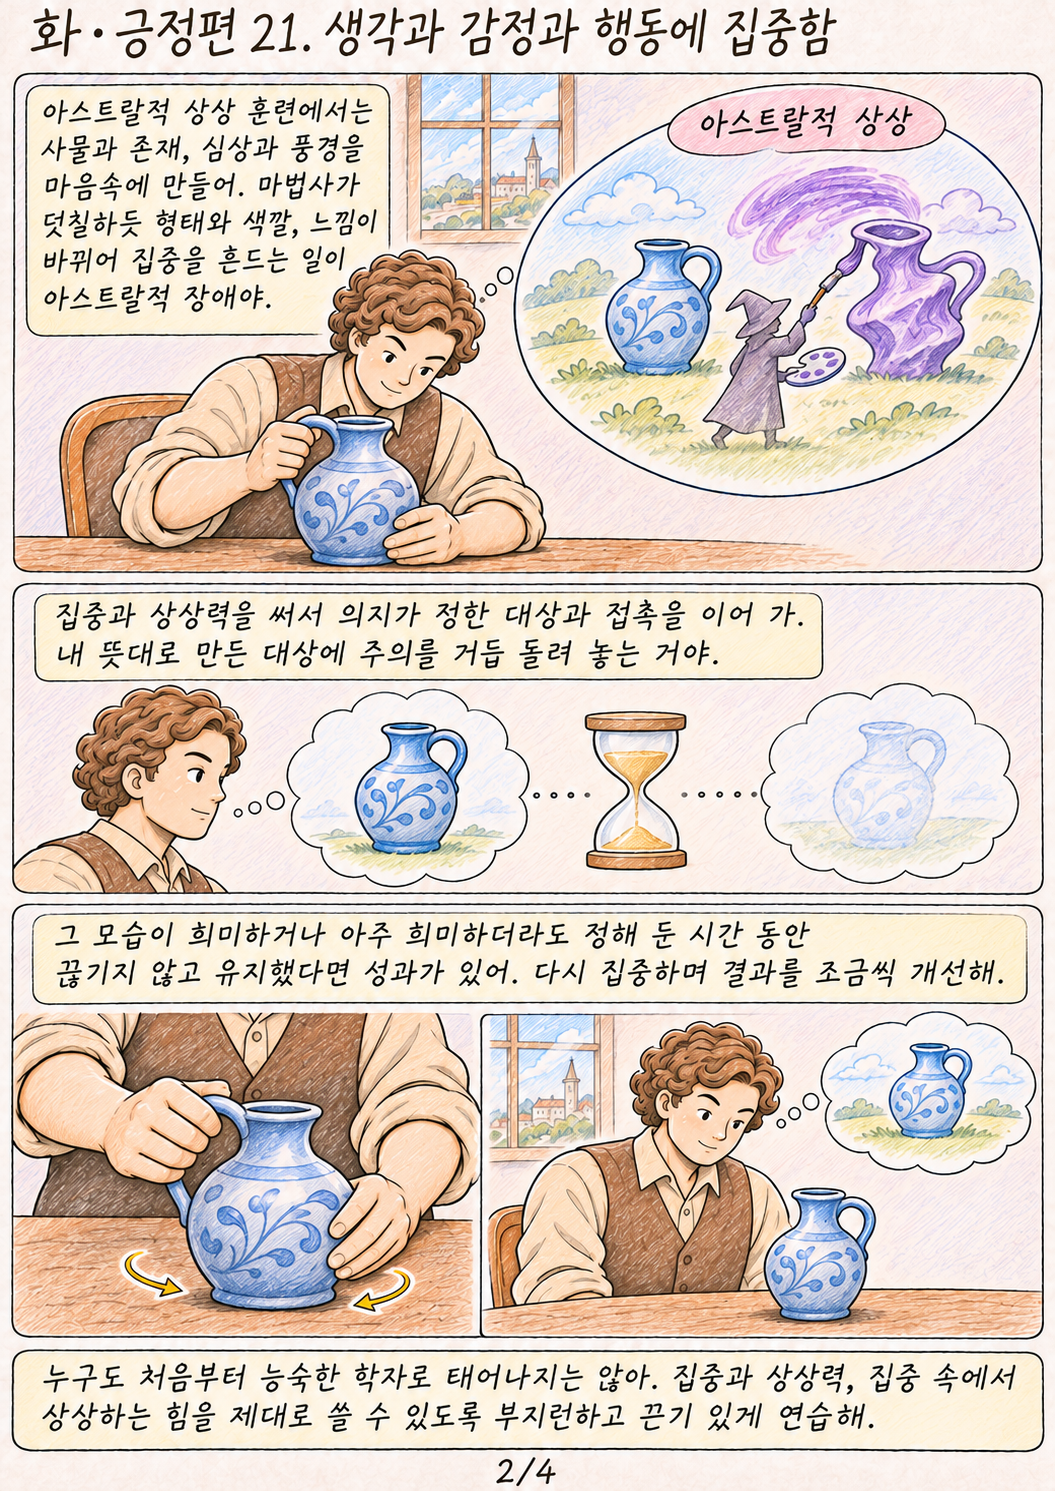 화·긍정편 21. 생각과 감정과 행동에 집중함
아스트랄적 상상 훈련에서는
사물과 존재, 심상과 풍경을
마음속에 만들어. 마법사가
덧칠하듯 형태와 색깔, 느낌이
바뀌어 집중을 흔드는 일이
아스트랄적 장애야.
아스트랄적 상상
집중과 상상력을 써서 의지가 정한 대상과 접촉을 이어 가.
내 뜻대로 만든 대상에 주의를 거듭 돌려 놓는 거야.
그 모습이 희미하거나 아주 희미하더라도 정해 둔 시간 동안
끊기지 않고 유지했다면 성과가 있어. 다시 집중하며 결과를 조금씩 개선해.
누구도 처음부터 능숙한 학자로 태어나지는 않아. 집중과 상상력, 집중 속에서
상상하는 힘을 제대로 쓸 수 있도록 부지런하고 끈기 있게 연습해.
2/4